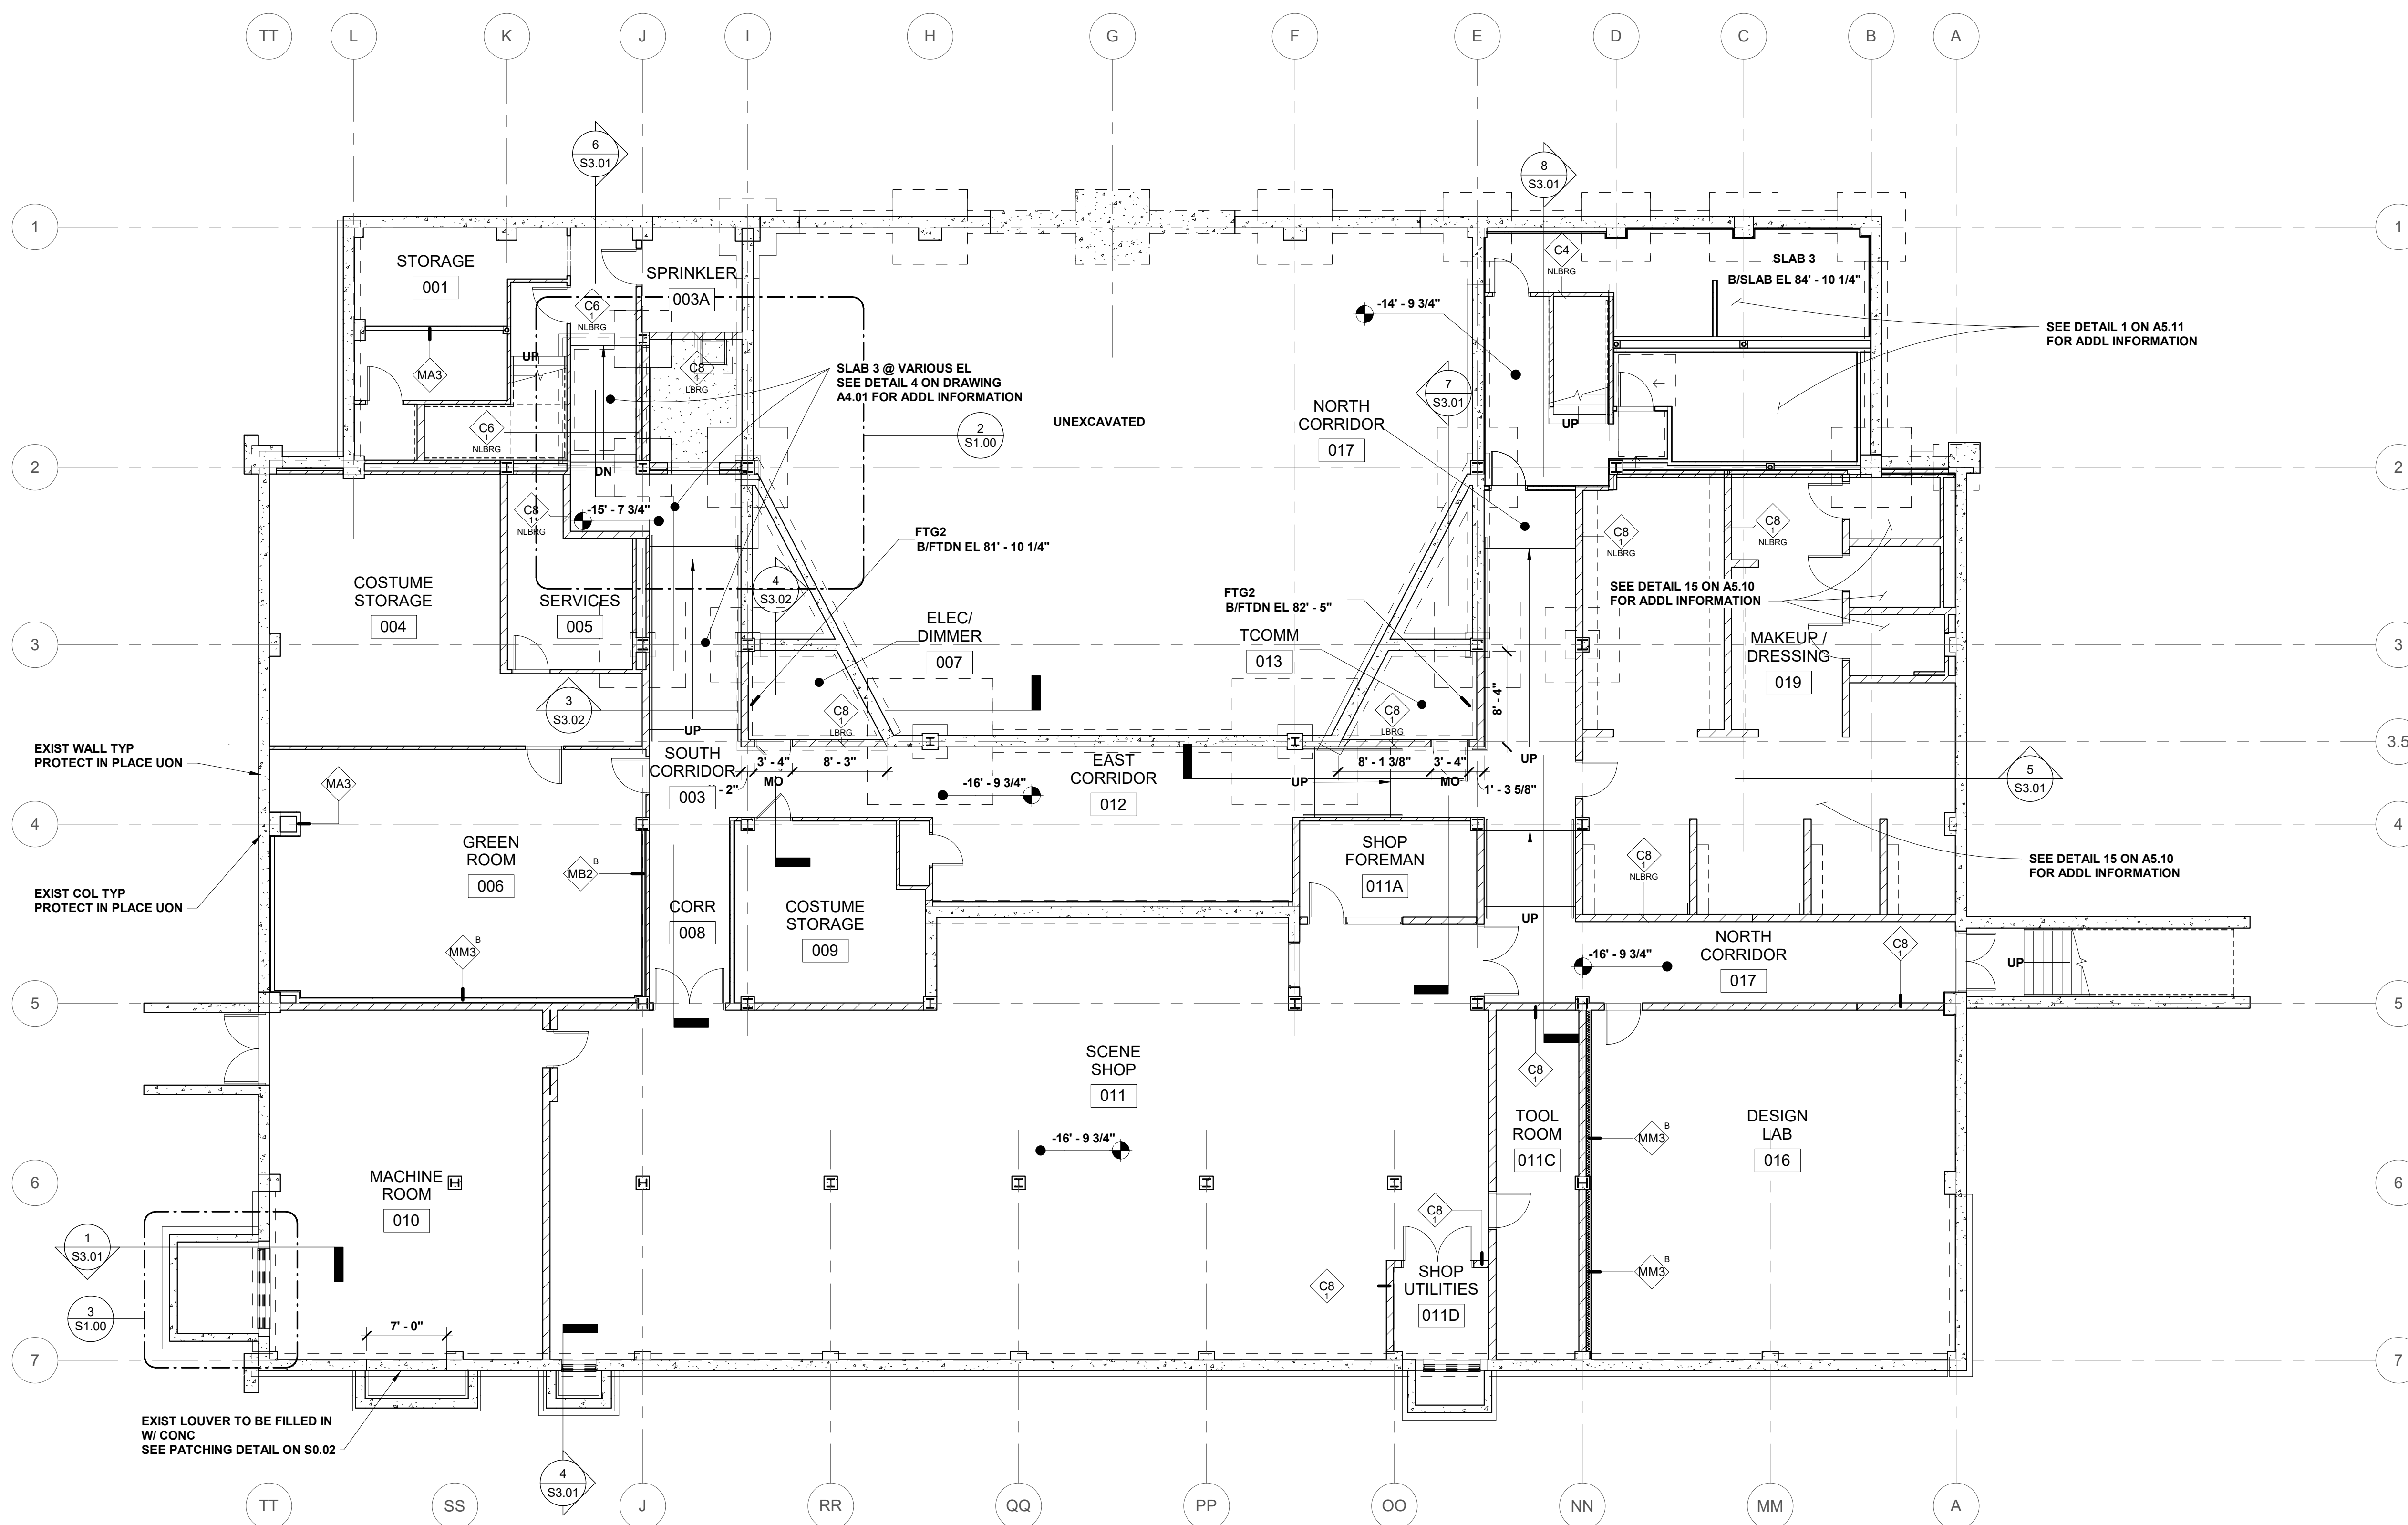 TT
L
K
J
I
H
G
F
E
D
C
B
A
6
S3.01
8
S3.01
1
1
STORAGE
001
SPRINKLER
003A
C4
NLBRG
SLAB 3
B/SLAB EL 84' - 10 1/4"
C6
1
NLBRG
-14' - 9 3/4"
SEE DETAIL 1 ON A5.11
FOR ADDL INFORMATION
UP
MA3
C8
1
LBRG
SLAB 3 @ VARIOUS EL
SEE DETAIL 4 ON DRAWING
A4.01 FOR ADDL INFORMATION
7
S3.01
C6
1
NLBRG
2
S1.00
UNEXCAVATED
NORTH
CORRIDOR
017
UP
2
DN
2
C8
1
NLBRG
-15' - 7 3/4"
FTG2
B/FTDN EL 81' - 10 1/4"
C8
1
NLBRG
C8
1
NLBRG
COSTUME
STORAGE
004
SERVICES
005
4
S3.02
ELEC/
DIMMER
007
FTG2
B/FTDN EL 82' - 5"
TCOMM
013
SEE DETAIL 15 ON A5.10
FOR ADDL INFORMATION
MAKEUP /
DRESSING
019
3
3
3
S3.02
C8
1
LBRG
C8
1
LBRG
8' - 4"
UP
EXIST WALL TYP
PROTECT IN PLACE UON
SOUTH
CORRIDOR
003
- 2"
3' - 4"
MO
8' - 3"
EAST
CORRIDOR
012
-16' - 9 3/4"
UP
8' - 1 3/8"
3' - 4"
MO
1' - 3 5/8"
UP
3.5
5
S3.01
MA3
4
4
GREEN
ROOM
006
MB2
B
SHOP
FOREMAN
011A
C8
1
NLBRG
SEE DETAIL 15 ON A5.10
FOR ADDL INFORMATION
EXIST COL TYP
PROTECT IN PLACE UON
CORR
008
COSTUME
STORAGE
009
UP
MM3
B
NORTH
CORRIDOR
017
-16' - 9 3/4"
C8
1
UP
5
5
SCENE
SHOP
011
C8
1
TOOL
ROOM
011C
DESIGN
LAB
016
MM3
B
-16' - 9 3/4"
MACHINE
ROOM
010
6
6
C8
1
1
S3.01
3
S1.00
C8
1
SHOP
UTILITIES
011D
MM3
B
7' - 0"
7
7
EXIST LOUVER TO BE FILLED IN
W/ CONC
SEE PATCHING DETAIL ON S0.02
4
S3.01
TT
SS
J
RR
QQ
PP
OO
NN
MM
A